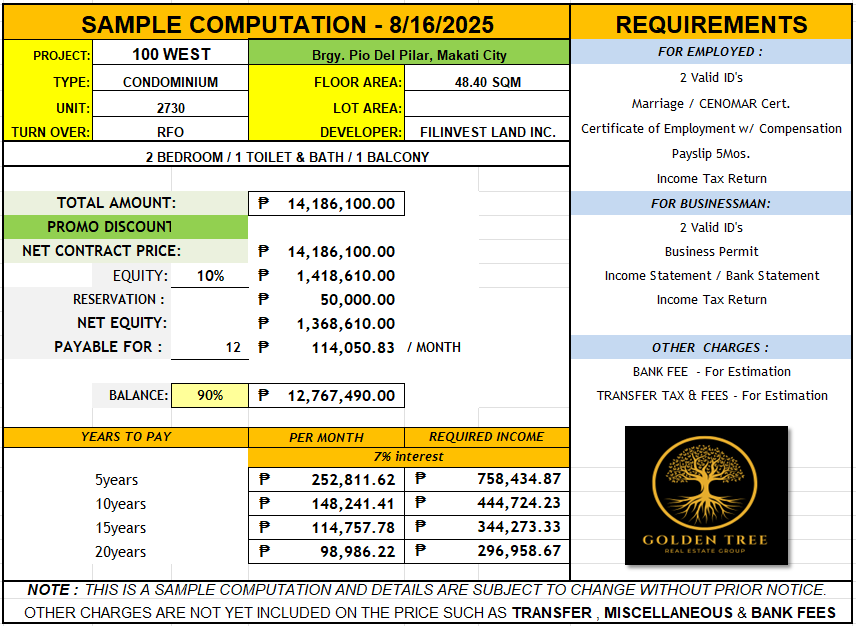 SAMPLE COMPUTATION - 8/16/2025
PROJECT: 100 WEST Brgy. Pio Del Pilar, Makati City
TYPE: CONDOMINIUM FLOOR AREA: 48.40 SQM
UNIT: 2730 LOT AREA:
TURN OVER: RFO DEVELOPER: FILINVEST LAND INC.
2 BEDROOM / 1 TOILET & BATH / 1 BALCONY
TOTAL AMOUNT: ₱ 14,186,100.00
PROMO DISCOUNT
NET CONTRACT PRICE: ₱ 14,186,100.00
EQUITY: 10% ₱ 1,418,610.00
RESERVATION : ₱ 50,000.00
NET EQUITY: ₱ 1,368,610.00
PAYABLE FOR : 12 ₱ 114,050.83 / MONTH
BALANCE: 90% ₱ 12,767,490.00
YEARS TO PAY PER MONTH REQUIRED INCOME
7% interest
5years ₱ 252,811.62 ₱ 758,434.87
10years ₱ 148,241.41 ₱ 444,724.23
15years ₱ 114,757.78 ₱ 344,273.33
20years ₱ 98,986.22 ₱ 296,958.67
REQUIREMENTS
FOR EMPLOYED :
2 Valid ID's
Marriage / CENOMAR Cert.
Certificate of Employment w/ Compensation
Payslip 5Mos.
Income Tax Return
FOR BUSINESSMAN:
2 Valid ID's
Business Permit
Income Statement / Bank Statement
Income Tax Return
OTHER CHARGES :
BANK FEE - For Estimation
TRANSFER TAX & FEES - For Estimation
GOLDEN TREE
REAL ESTATE GROUP
NOTE : THIS IS A SAMPLE COMPUTATION AND DETAILS ARE SUBJECT TO CHANGE WITHOUT PRIOR NOTICE.
OTHER CHARGES ARE NOT YET INCLUDED ON THE PRICE SUCH AS TRANSFER , MISCELLANEOUS & BANK FEES